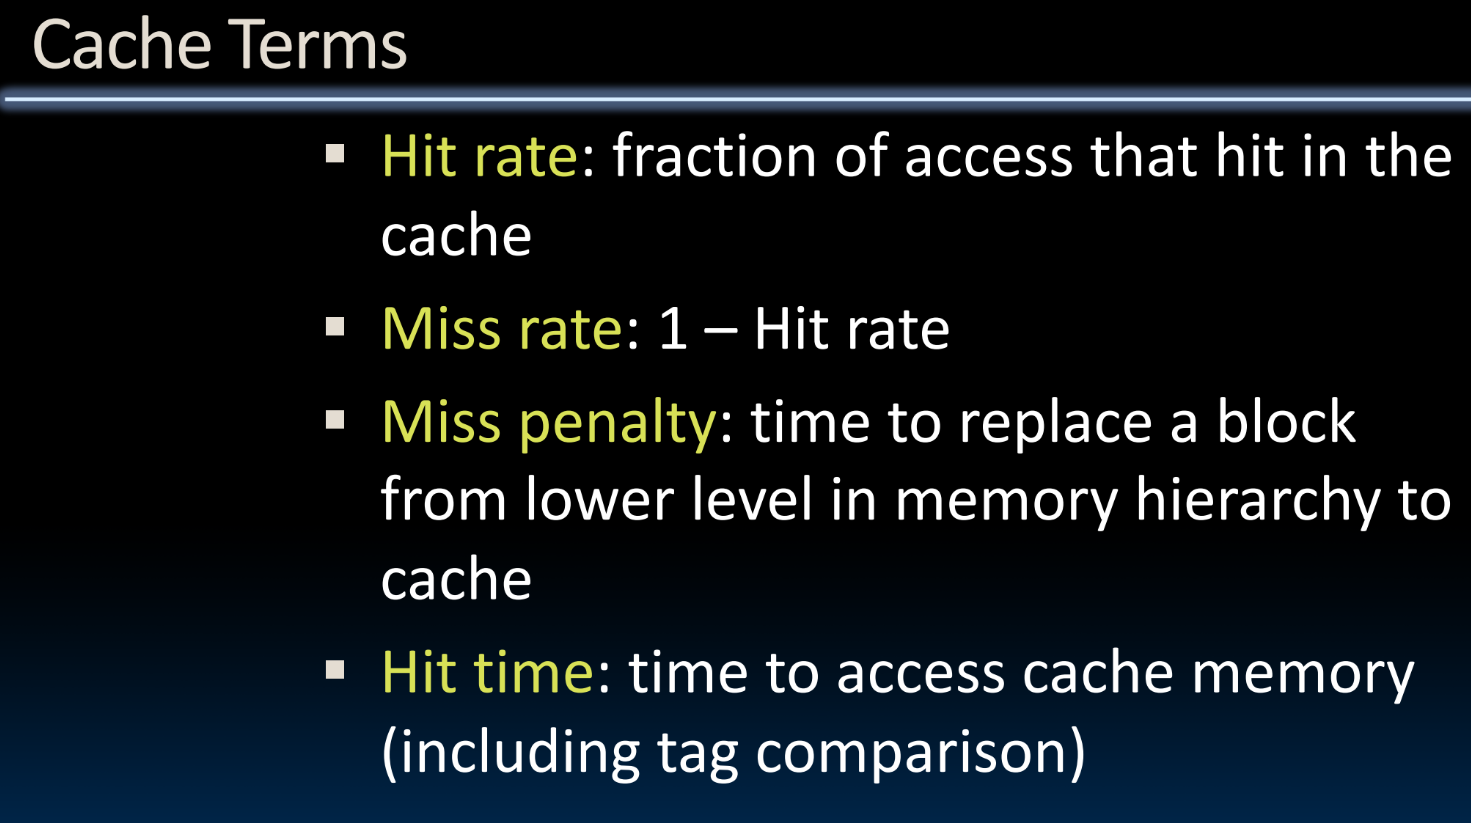 Cache Terms
▪ Hit rate: fraction of access that hit in the
cache
▪ Miss rate: 1 – Hit rate
▪ Miss penalty: time to replace a block
from lower level in memory hierarchy to
cache
▪ Hit time: time to access cache memory
(including tag comparison)